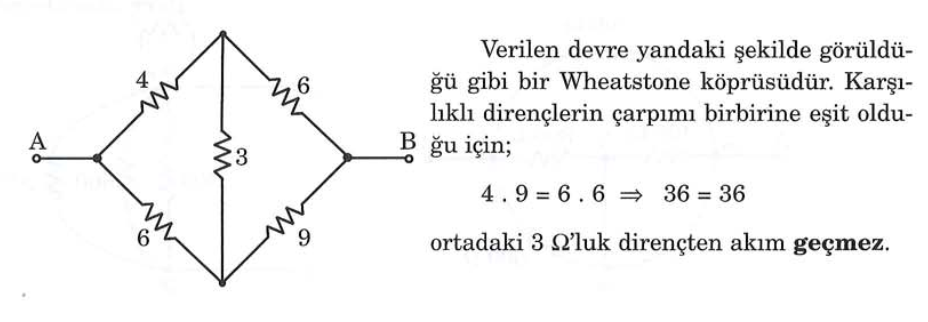 Verilen devre yandaki şekilde görüldü-
ğü gibi bir Wheatstone köprüsüdür. Karşı-
lıklı dirençlerin çarpımı birbirine eşit oldu-
ğu için;
4 . 9 = 6 . 6 ⇒ 36 = 36
ortadaki 3 Ω'luk dirençten akım geçmez.
4
6
A
3
B
6
9